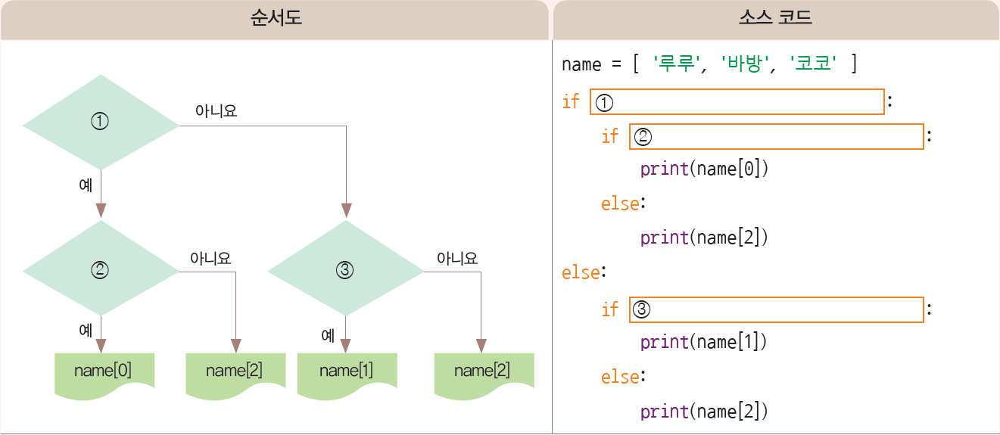 순서도
①
아니요
예
②
아니요
③
아니요
예
예
name[0]
name[2]
name[1]
name[2]
소스 코드
name = [ '루루', '바방', '코코' ]
if ① :
if ② :
print(name[0])
else:
print(name[2])
else:
if ③ :
print(name[1])
else:
print(name[2])